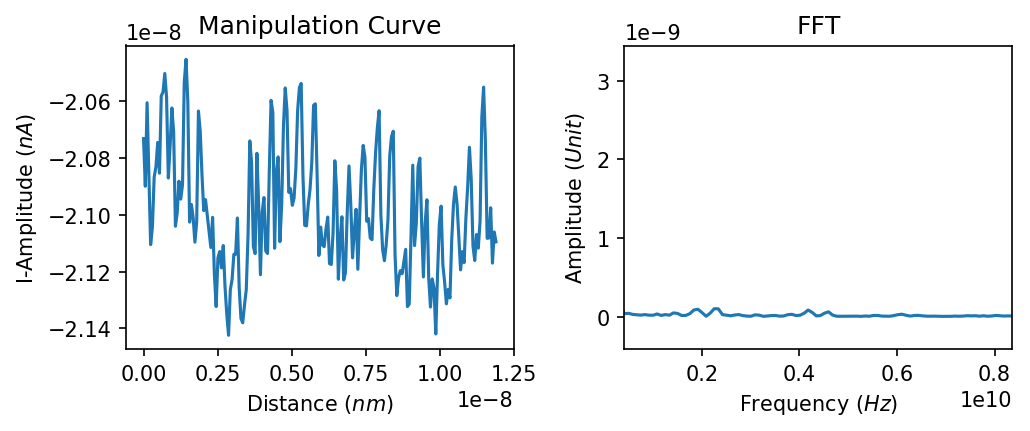 Manipulation Curve
1e−8
I-Amplitude (nA)
−2.06
−2.08
−2.10
−2.12
−2.14
0.00 0.25 0.50 0.75 1.00 1.25
1e−8
Distance (nm)
FFT
1e−9
Amplitude (Unit)
3
2
1
0
0.2 0.4 0.6 0.8
1e10
Frequency (Hz)